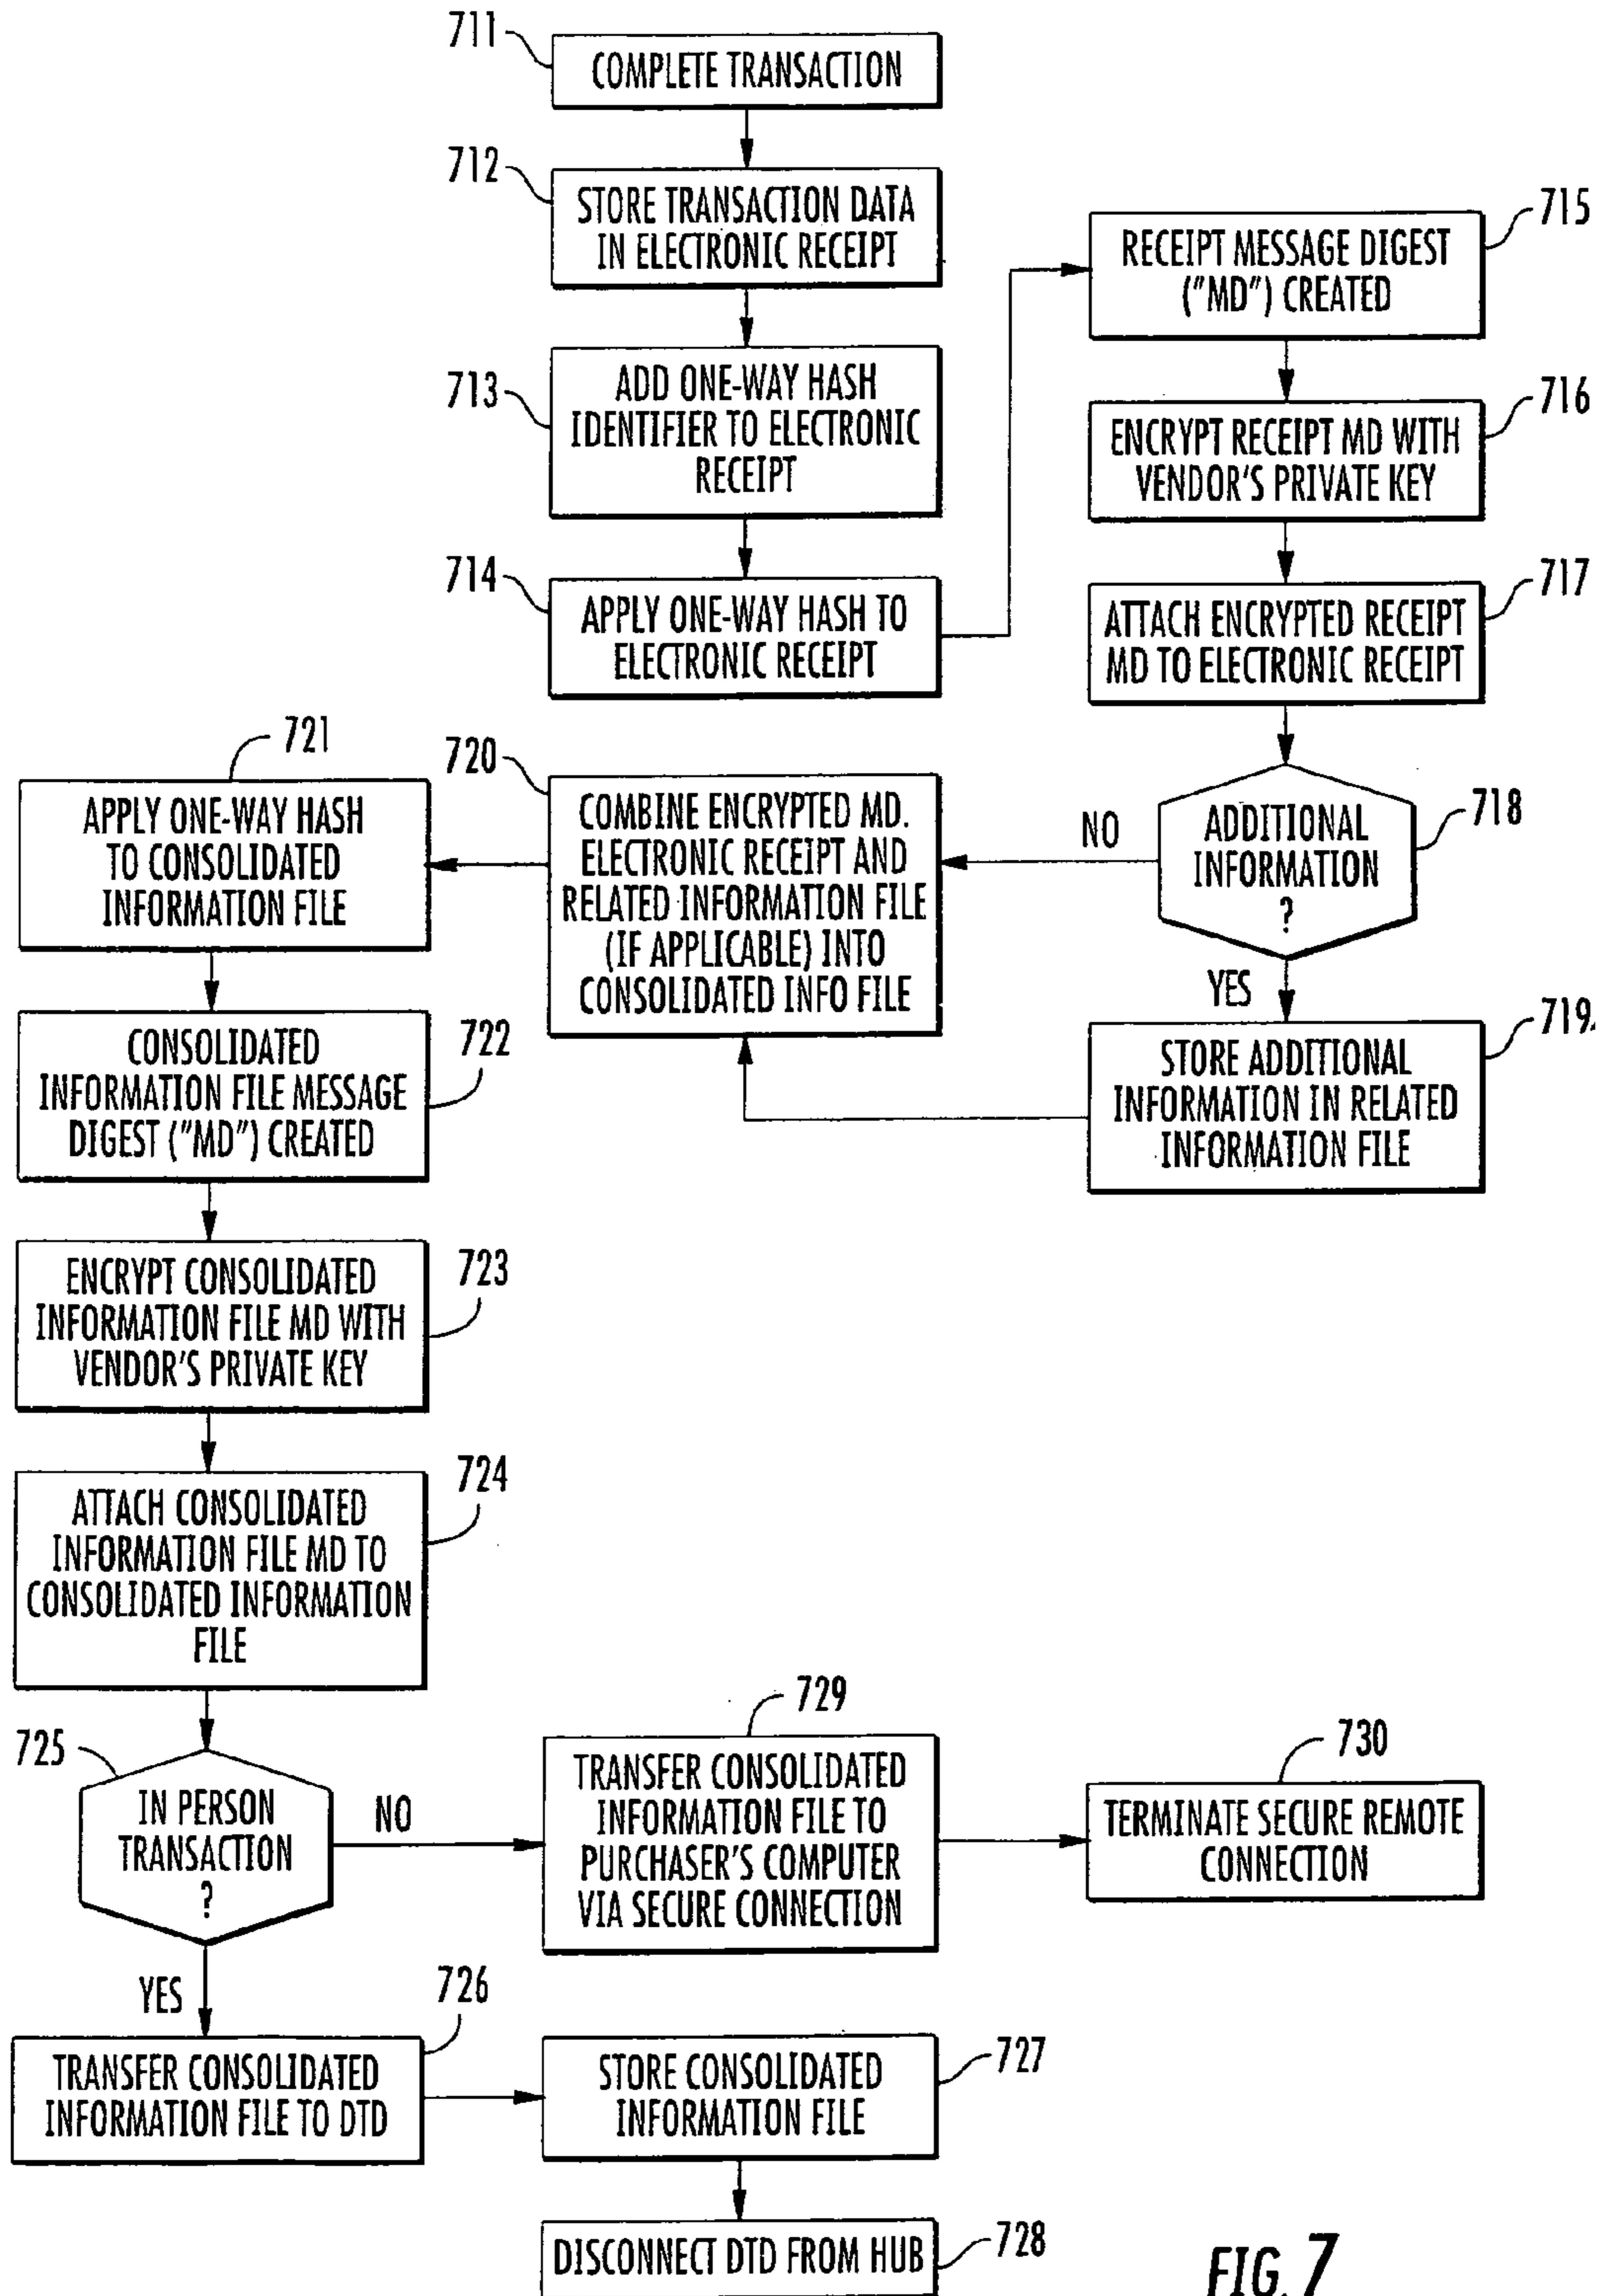 711
COMPLETE TRANSACTION
712
STORE TRANSACTION DATA
IN ELECTRONIC RECEIPT
713
ADD ONE-WAY HASH
IDENTIFIER TO ELECTRONIC
RECEIPT
714
APPLY ONE-WAY HASH TO
ELECTRONIC RECEIPT
715
RECEIPT MESSAGE DIGEST
("MD") CREATED
716
ENCRYPT RECEIPT MD WITH
VENDOR'S PRIVATE KEY
717
ATTACH ENCRYPTED RECEIPT
MD TO ELECTRONIC RECEIPT
718
ADDITIONAL
INFORMATION
?
NO
YES
719
STORE ADDITIONAL
INFORMATION IN RELATED
INFORMATION FILE
720
COMBINE ENCRYPTED MD.
ELECTRONIC RECEIPT AND
RELATED INFORMATION FILE
(IF APPLICABLE) INTO
CONSOLIDATED INFO FILE
721
APPLY ONE-WAY HASH
TO CONSOLIDATED
INFORMATION FILE
722
CONSOLIDATED
INFORMATION FILE MESSAGE
DIGEST ("MD") CREATED
723
ENCRYPT CONSOLIDATED
INFORMATION FILE MD WITH
VENDOR'S PRIVATE KEY
724
ATTACH CONSOLIDATED
INFORMATION FILE MD TO
CONSOLIDATED INFORMATION
FILE
725
IN PERSON
TRANSACTION
?
NO
YES
729
TRANSFER CONSOLIDATED
INFORMATION FILE TO
PURCHASER'S COMPUTER
VIA SECURE CONNECTION
730
TERMINATE SECURE REMOTE
CONNECTION
726
TRANSFER CONSOLIDATED
INFORMATION FILE TO DTD
727
STORE CONSOLIDATED
INFORMATION FILE
728
DISCONNECT DTD FROM HUB
FIG. 7